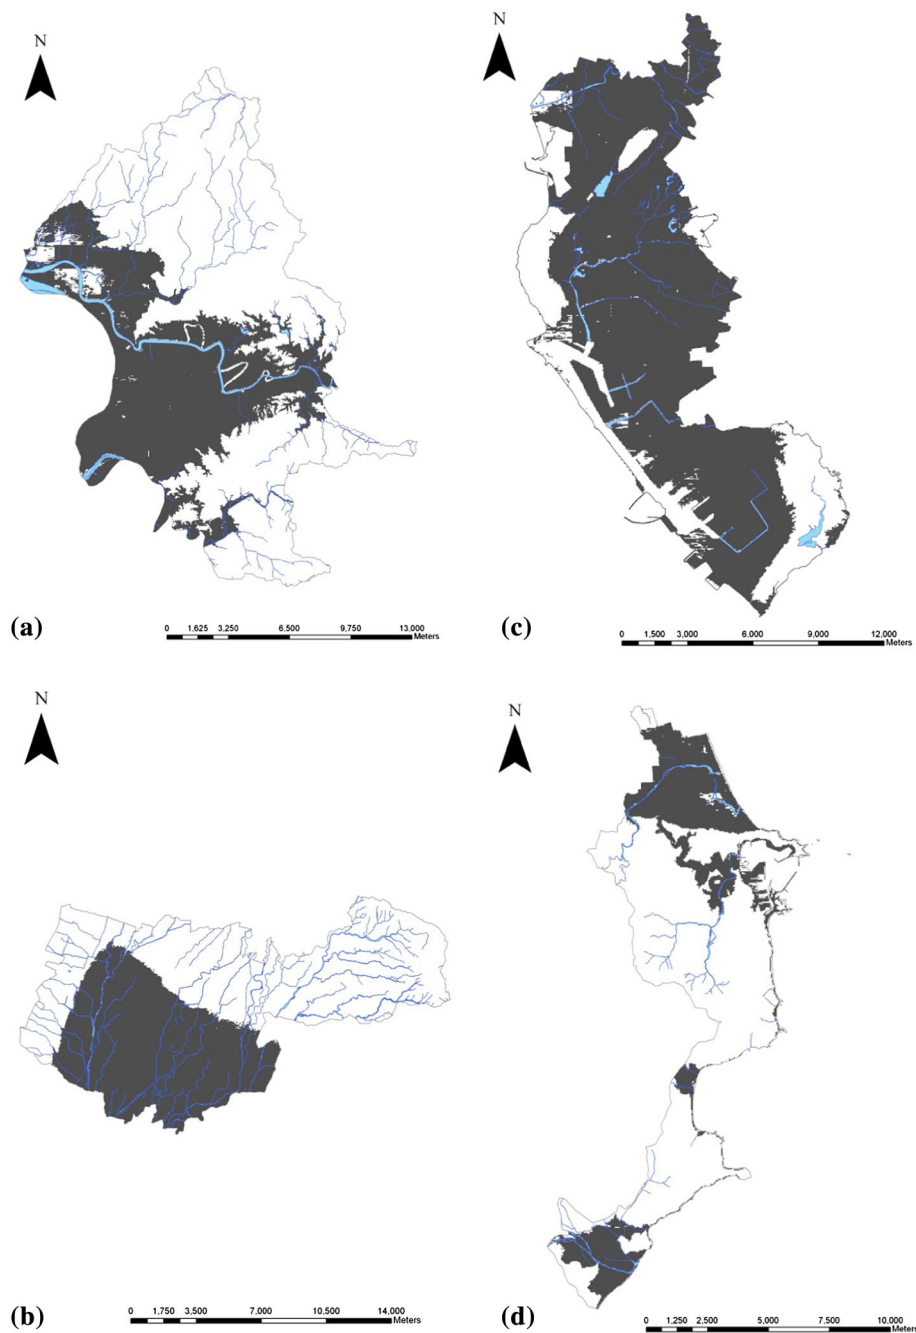 N
(a)
0 1,625 3,250 6,500 9,750 13,000
Meters
N
(c)
0 1,500 3,000 6,000 9,000 12,000
Meters
N
(b)
0 1,750 3,500 7,000 10,500 14,000
Meters
N
(d)
0 1,250 2,500 5,000 7,500 10,000
Meters